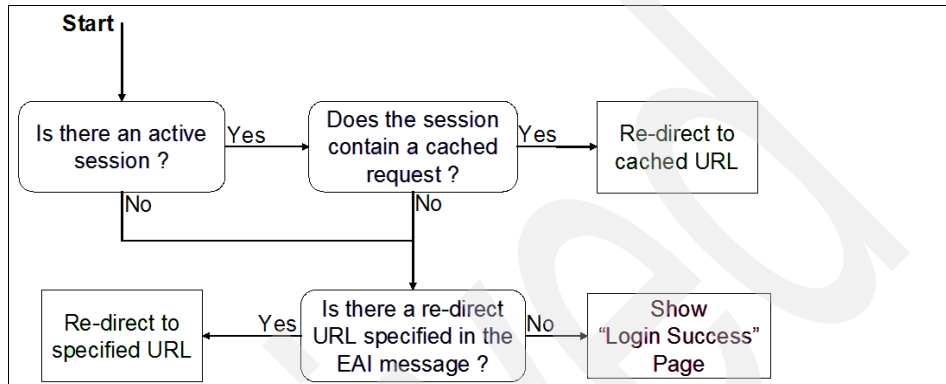 Start
Is there an active
session ?
Yes
Does the session
contain a cached
request ?
Yes
Re-direct to
cached URL
No
No
Re-direct to
specified URL
Yes
Is there a re-direct
URL specified in the
EAI message ?
No
Show
“Login Success”
Page